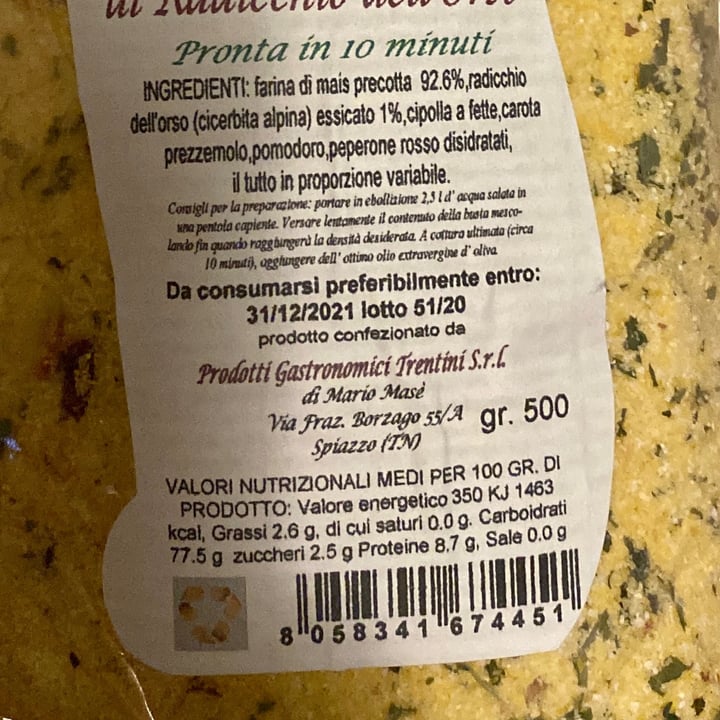 Pronta in 10 minuti
INGREDIENTI: farina di mais precotta 92.6%,radicchio
dell'orso (cicerbita alpina) essicato 1%,cipolla a fette,carota
prezzemolo,pomodoro,peperone rosso disidratati,
il tutto in proporzione variabile.
Consigli per la preparazione: portare in ebollizione 2,5 l d' acqua salata in
una pentola capiente. Versare lentamente il contenuto della busta mesco-
lando fin quando raggiungerà la densità desiderata. A cottura ultimata (circa
10 minuti), aggiungere dell' ottimo olio extravergine d' oliva
Da consumarsi preferibilmente entro:
31/12/2021 lotto 51/20
prodotto confezionato da
Prodotti Gastronomici Trentini S.r.l.
di Mario Masè
Via Fraz. Borzago 55/A gr. 500
Spiazzo (TN)
VALORI NUTRIZIONALI MEDI PER 100 GR. DI
PRODOTTO: Valore energetico 350 KJ 1463
kcal, Grassi 2.6 g, di cui saturi 0.0 g. Carboidrati
77.5 g zuccheri 2.5 g Proteine 8,7 g, Sale 0.0 g
8 058341 674451